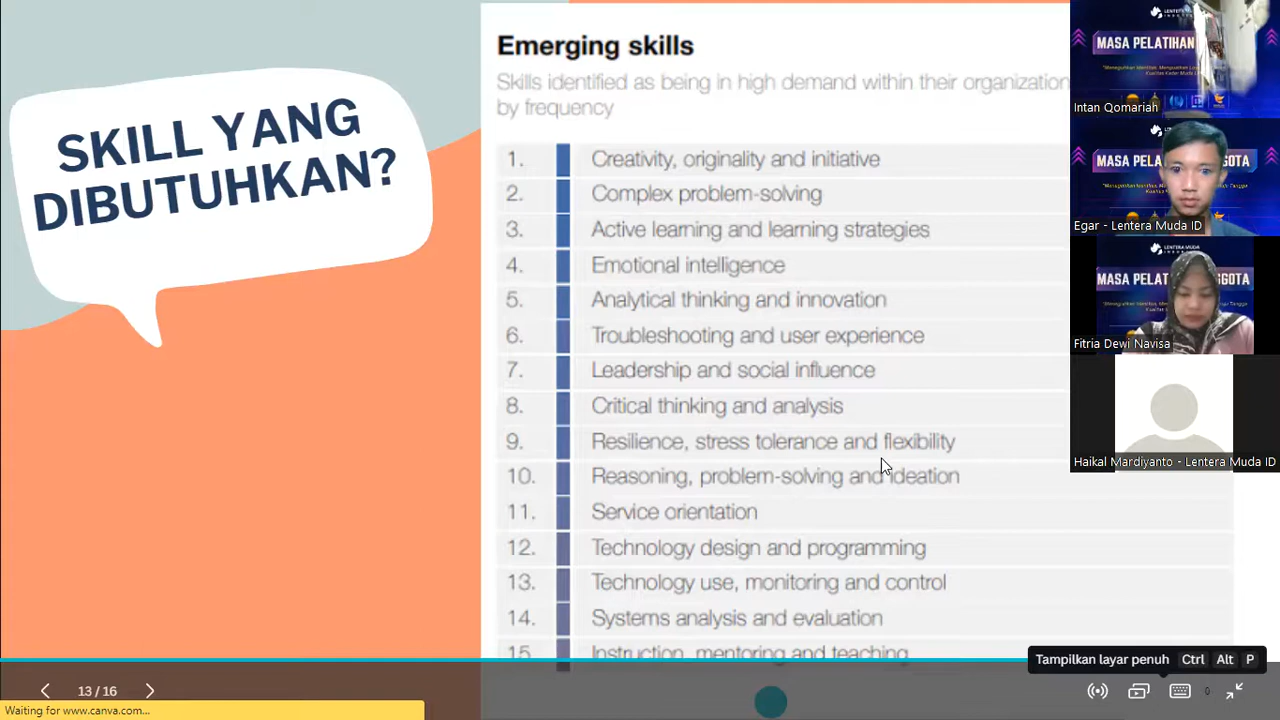 SKILL YANG
DIBUTUHKAN?
Emerging skills
Skills identified as being in high demand within their organization
by frequency
1. Creativity, originality and initiative
2. Complex problem-solving
3. Active learning and learning strategies
4. Emotional intelligence
5. Analytical thinking and innovation
6. Troubleshooting and user experience
7. Leadership and social influence
8. Critical thinking and analysis
9. Resilience, stress tolerance and flexibility
10. Reasoning, problem-solving and ideation
11. Service orientation
12. Technology design and programming
13. Technology use, monitoring and control
14. Systems analysis and evaluation
15. Instruction, mentoring and teaching
MASA PELATIHAN
Intan Qomariah
MASA PELA
GOTA
Egar - Lentera Muda ID
LENTERA MUDA
MASA PELAT
GGOTA
Fitria Dewi Navisa
Haikal Mardiyanto - Lentera Muda ID
Tampilkan layar penuh Ctrl Alt P
13 / 16
Waiting for www.canva.com...